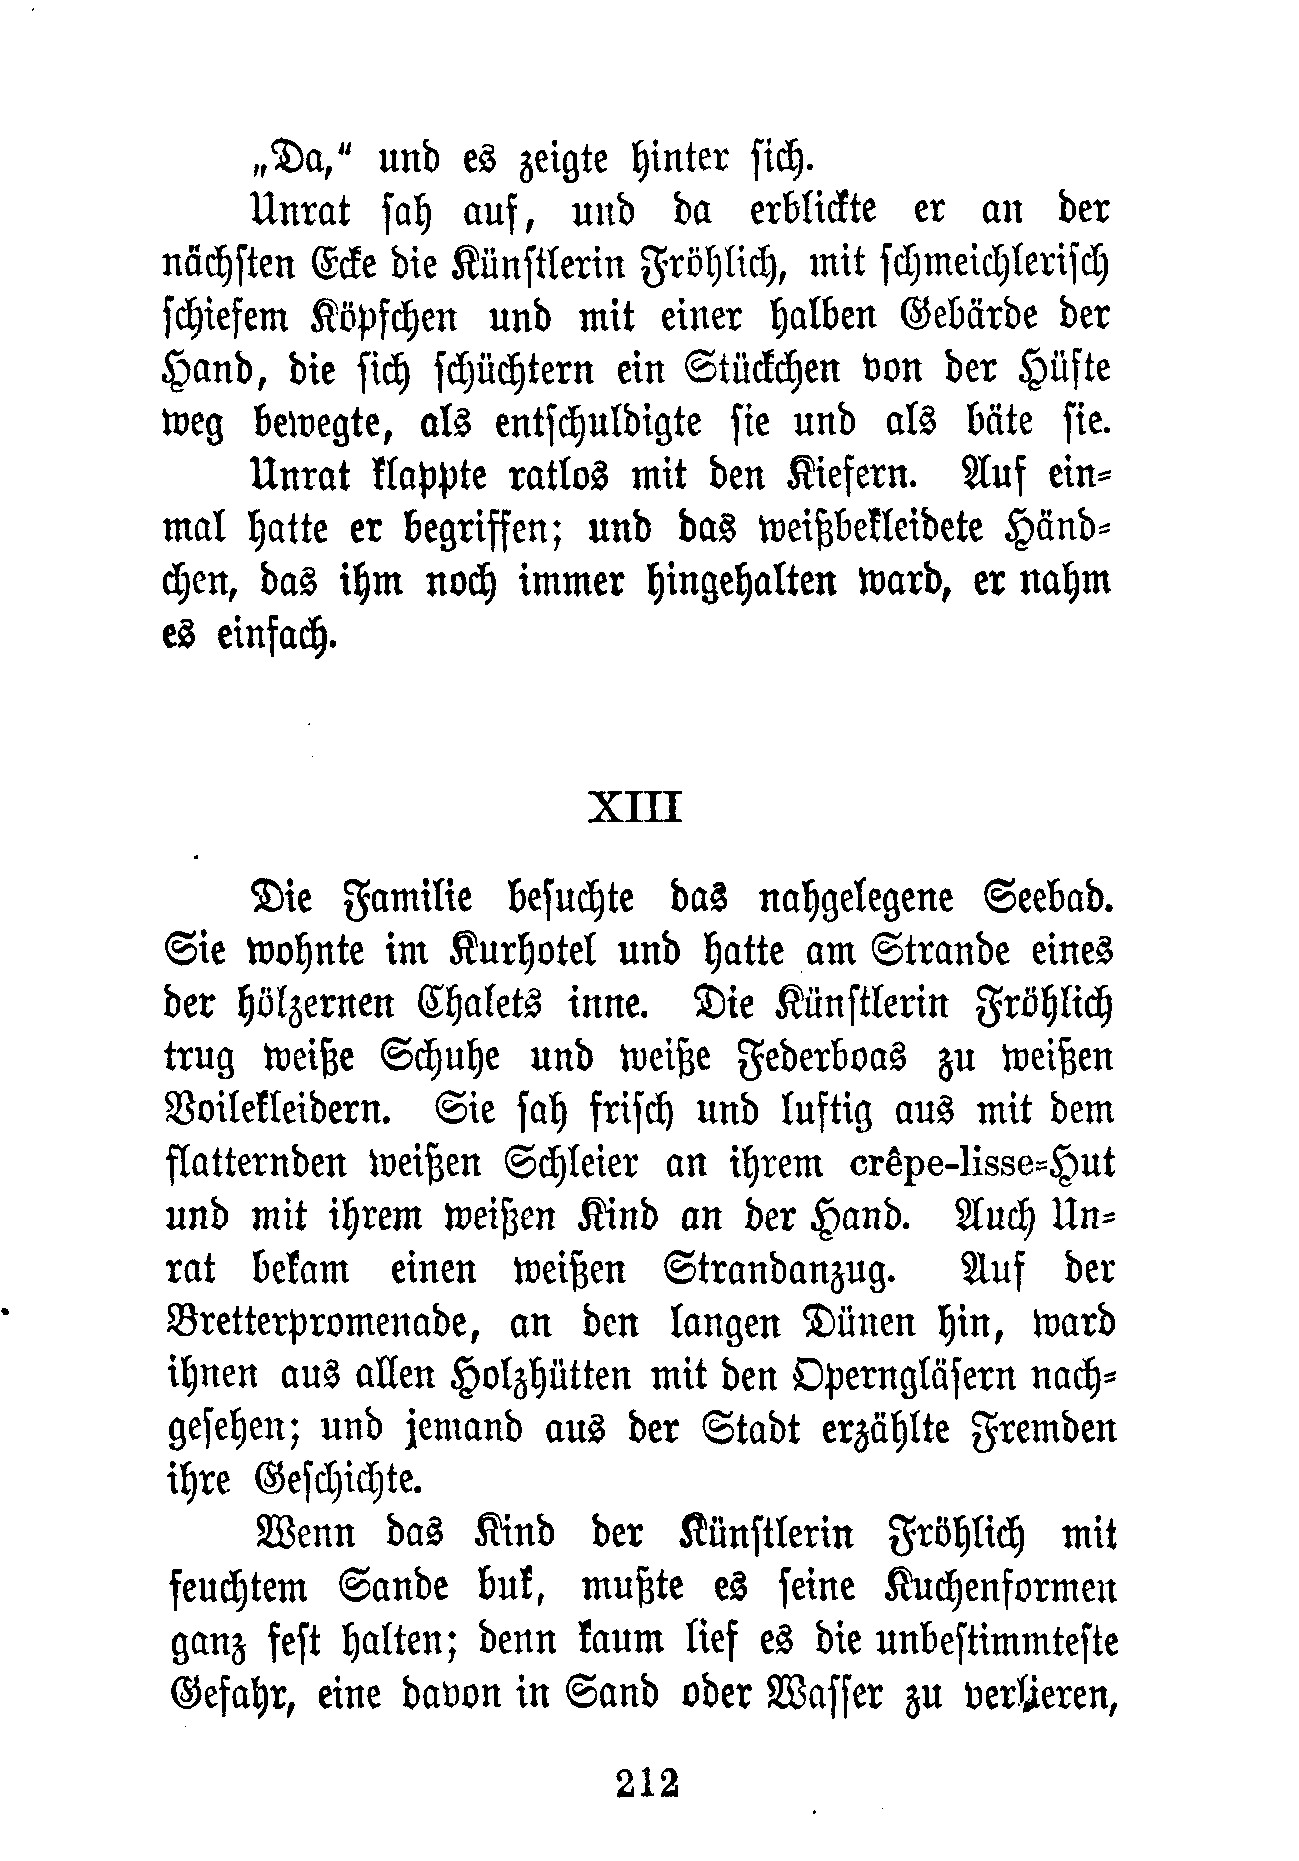 „Da,“ und es zeigte hinter sich.
Unrat sah auf, und da erblickte er an der
nächsten Ecke die Künstlerin Fröhlich, mit schmeichlerisch
schiefem Köpfchen und mit einer halben Gebärde der
Hand, die sich schüchtern ein Stückchen von der Hüfte
weg bewegte, als entschuldigte sie und als bäte sie.
Unrat klappte ratlos mit den Kiefern. Auf ein-
mal hatte er begriffen; und das weißbekleidete Händ-
chen, das ihm noch immer hingehalten ward, er nahm
es einfach.
XIII
Die Familie besuchte das nahgelegene Seebad.
Sie wohnte im Kurhotel und hatte am Strande eines
der hölzernen Chalets inne. Die Künstlerin Fröhlich
trug weiße Schuhe und weiße Federboas zu weißen
Voilekleidern. Sie sah frisch und luftig aus mit dem
flatternden weißen Schleier an ihrem crêpe-lisse-Hut
und mit ihrem weißen Kind an der Hand. Auch Un-
rat bekam einen weißen Strandanzug. Auf der
Bretterpromenade, an den langen Dünen hin, ward
ihnen aus allen Holzhütten mit den Operngläsern nach-
gesehen; und jemand aus der Stadt erzählte Fremden
ihre Geschichte.
Wenn das Kind der Künstlerin Fröhlich mit
feuchtem Sande buk, mußte es seine Kuchenformen
ganz fest halten; denn kaum lief es die unbestimmteste
Gefahr, eine davon in Sand oder Wasser zu verlieren,
212